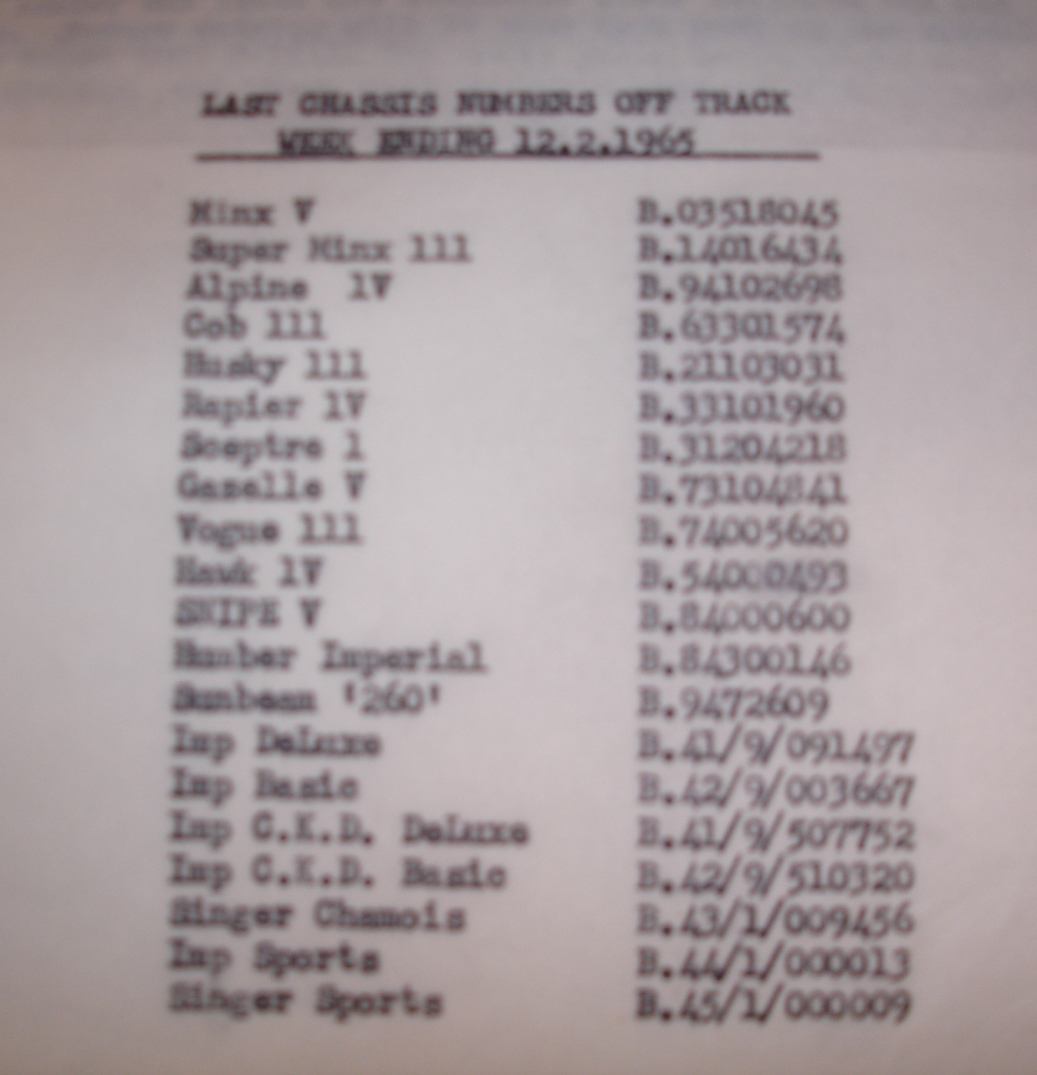 LAST CHASSIS NUMBERS OFF TRACK
WEEK ENDING 12.2.1965
Minx V B.03518045
Super Minx 111 B.14016434
Alpine 1V B.94102698
Cob 111 B.63301574
Husky 111 B.21103031
Rapier 1V B.33101960
Sceptre 1 B.31204218
Gazelle V B.73104841
Vogue 111 B.74005620
Hawk 1V B.54000493
SNIPE V B.84000600
Humber Imperial B.84300146
Sunbeam '260' B.9472609
Imp DeLuxe B.41/9/091497
Imp Basic B.42/9/003667
Imp C.K.D. DeLuxe B.41/9/507752
Imp C.K.D. Basic B.42/9/510320
Singer Chamois B.43/1/009456
Imp Sports B.44/1/000013
Singer Sports B.45/1/000009